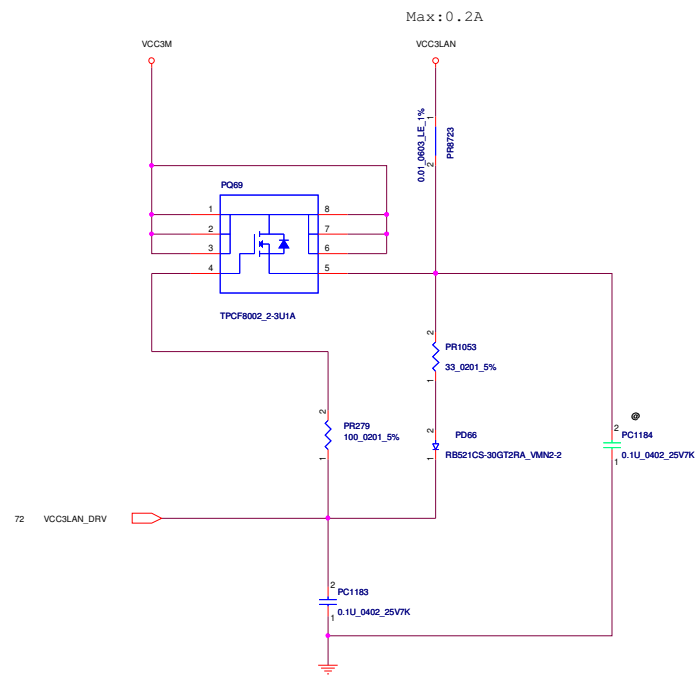 Max:0.2A
VCC3M
VCC3LAN
1
0.01_0603_LE_1%
PR8723
2
PQ69
1 8
2 7
3 6
4 5
TPCF8002_2-3U1A
2
PR1053
33_0201_5%
1
2
PR279
100_0201_5%
1
2
PD66
RB521CS-30GT2RA_VMN2-2
1
@
2
PC1184
0.1U_0402_25V7K
1
72 VCC3LAN_DRV
2
PC1183
0.1U_0402_25V7K
1